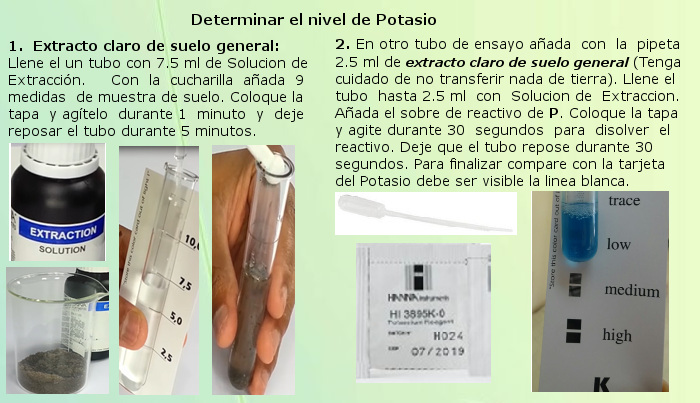 Determinar el nivel de Potasio
1. Extracto claro de suelo general:
Llene el un tubo con 7.5 ml de Solucion de
Extracción. Con la cucharilla añada 9
medidas de muestra de suelo. Coloque la
tapa y agítelo durante 1 minuto y deje
reposar el tubo durante 5 minutos.
2. En otro tubo de ensayo añada con la pipeta
2.5 ml de extracto claro de suelo general (Tenga
cuidado de no transferir nada de tierra). Llene el
tubo hasta 2.5 ml con Solucion de Extraccion.
Añada el sobre de reactivo de P. Coloque la tapa
y agite durante 30 segundos para disolver el
reactivo. Deje que el tubo repose durante 30
segundos. Para finalizar compare con la tarjeta
del Potasio debe ser visible la linea blanca.
EXTRACTION
SOLUTION
10,
7,5
5,0
2,5
HANNA instruments
HI 3895K-0
Potassium Reagent
H024
07/2019
"Store this color card out of
trace
low
medium
high
K